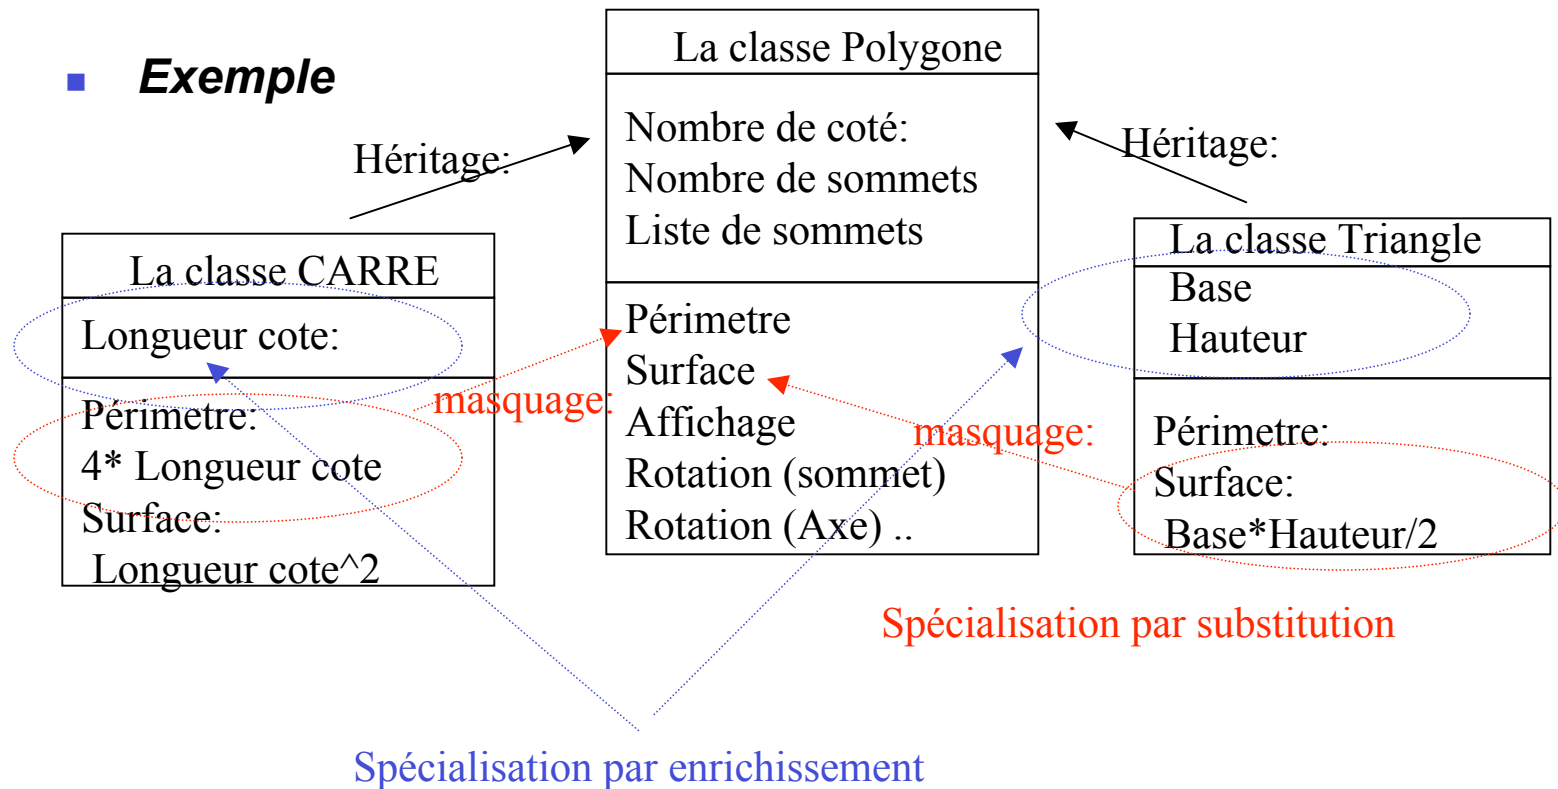 Exemple
La classe Polygone
Nombre de coté:
Nombre de sommets
Liste de sommets
Périmetre
Surface
Affichage
Rotation (sommet)
Rotation (Axe) ..
Héritage:
Héritage:
La classe CARRE
Longueur cote:
Périmetre:
4* Longueur cote
Surface:
Longueur cote^2
masquage:
masquage:
La classe Triangle
Base
Hauteur
Périmetre:
Surface:
Base*Hauteur/2
Spécialisation par substitution
Spécialisation par enrichissement